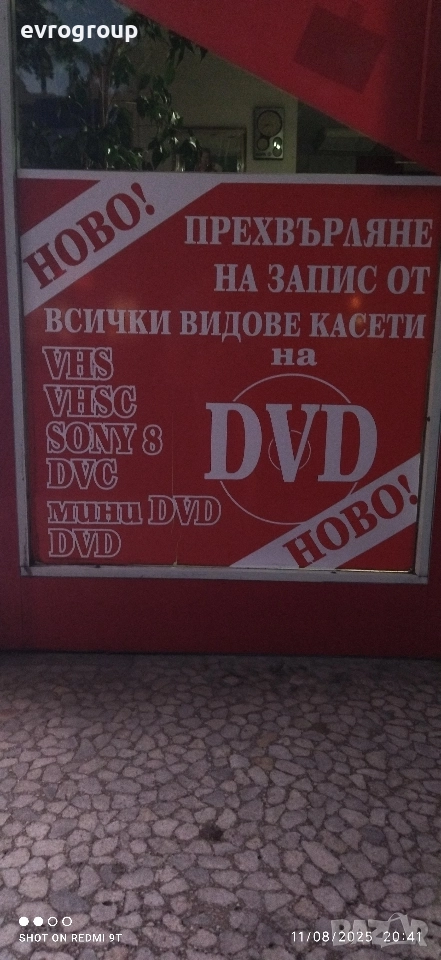 evrogroup
НОВО!
ПРЕХВЪРЛЯНЕ
НА ЗАПИС ОТ
ВСИЧКИ ВИДОВЕ КАСЕТИ
на
VHS
VHSC
SONY 8
DVC
мини DVD
DVD
DVD
НОВО!
SHOT ON REDMI 9T
11/08/2025 20:41
BAZAR